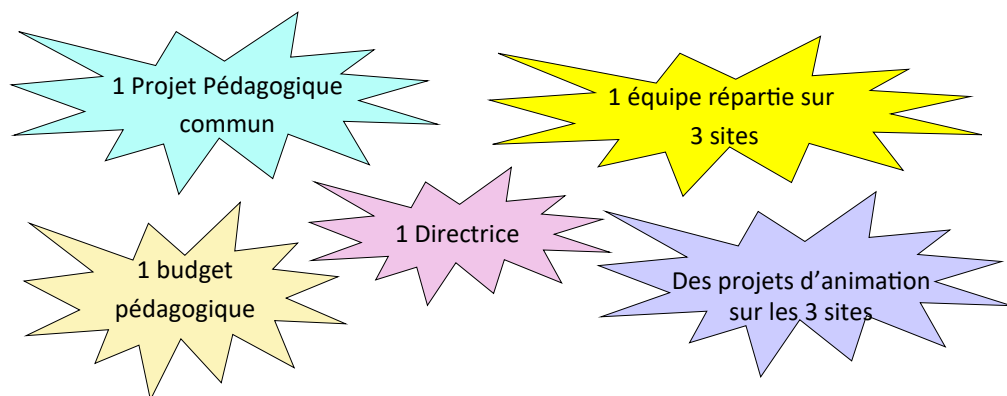 1 Projet Pédagogique
commun
1 équipe répartie sur
3 sites
1 Directrice
1 budget
pédagogique
Des projets d’animation
sur les 3 sites